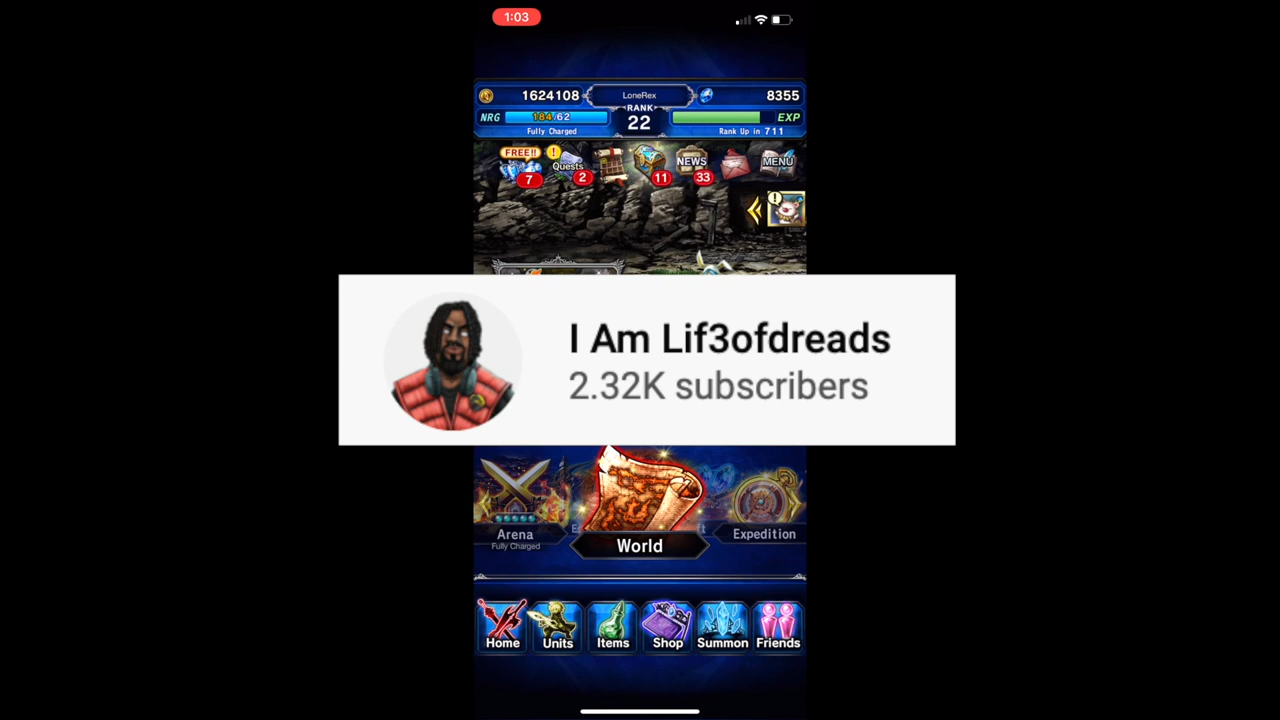 1:03
1624108
LoneRex
8355
NRG
184/62
RANK
22
EXP
Fully Charged
Rank Up in 711
FREE!!
Quests
NEWS
MENU
7
2
11
33
I Am Lif3ofdreads
2.32K subscribers
Arena
Fully Charged
World
Expedition
Home
Units
Items
Shop
Summon
Friends